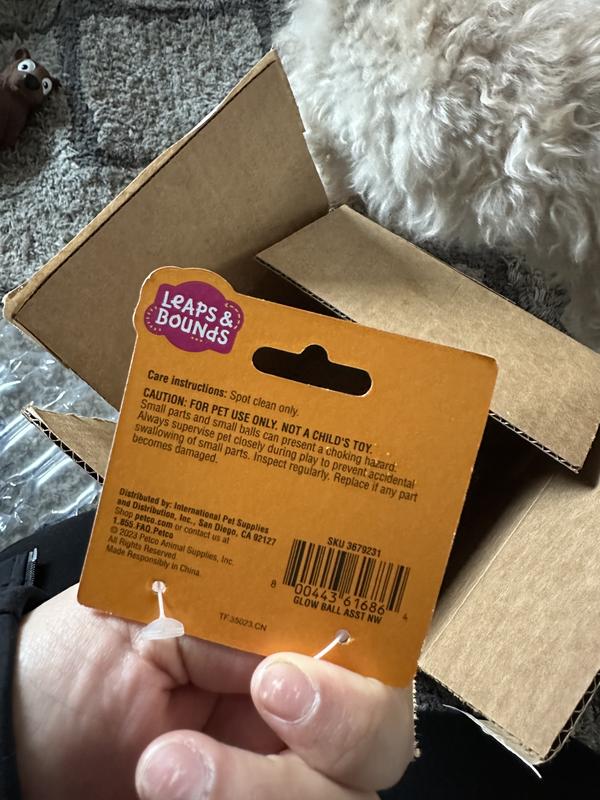 LEAPS &
BOUNDS
Care instructions: Spot clean only.
CAUTION: FOR PET USE ONLY. NOT A CHILD'S TOY.
Small parts and small balls can present a choking hazard.
Always supervise pet closely during play to prevent accidental
swallowing of small parts. Inspect regularly. Replace if any part
becomes damaged.
Distributed by: International Pet Supplies
and Distribution, Inc., San Diego, CA 92127
Shop petco.com or contact us at
1.855.FAQ.Petco
© 2023 Petco Animal Supplies, Inc.
All Rights Reserved.
Made Responsibly in China.
SKU 3679231
8 00443 61686 4
GLOW BALL ASST NW
TF.35023.CN